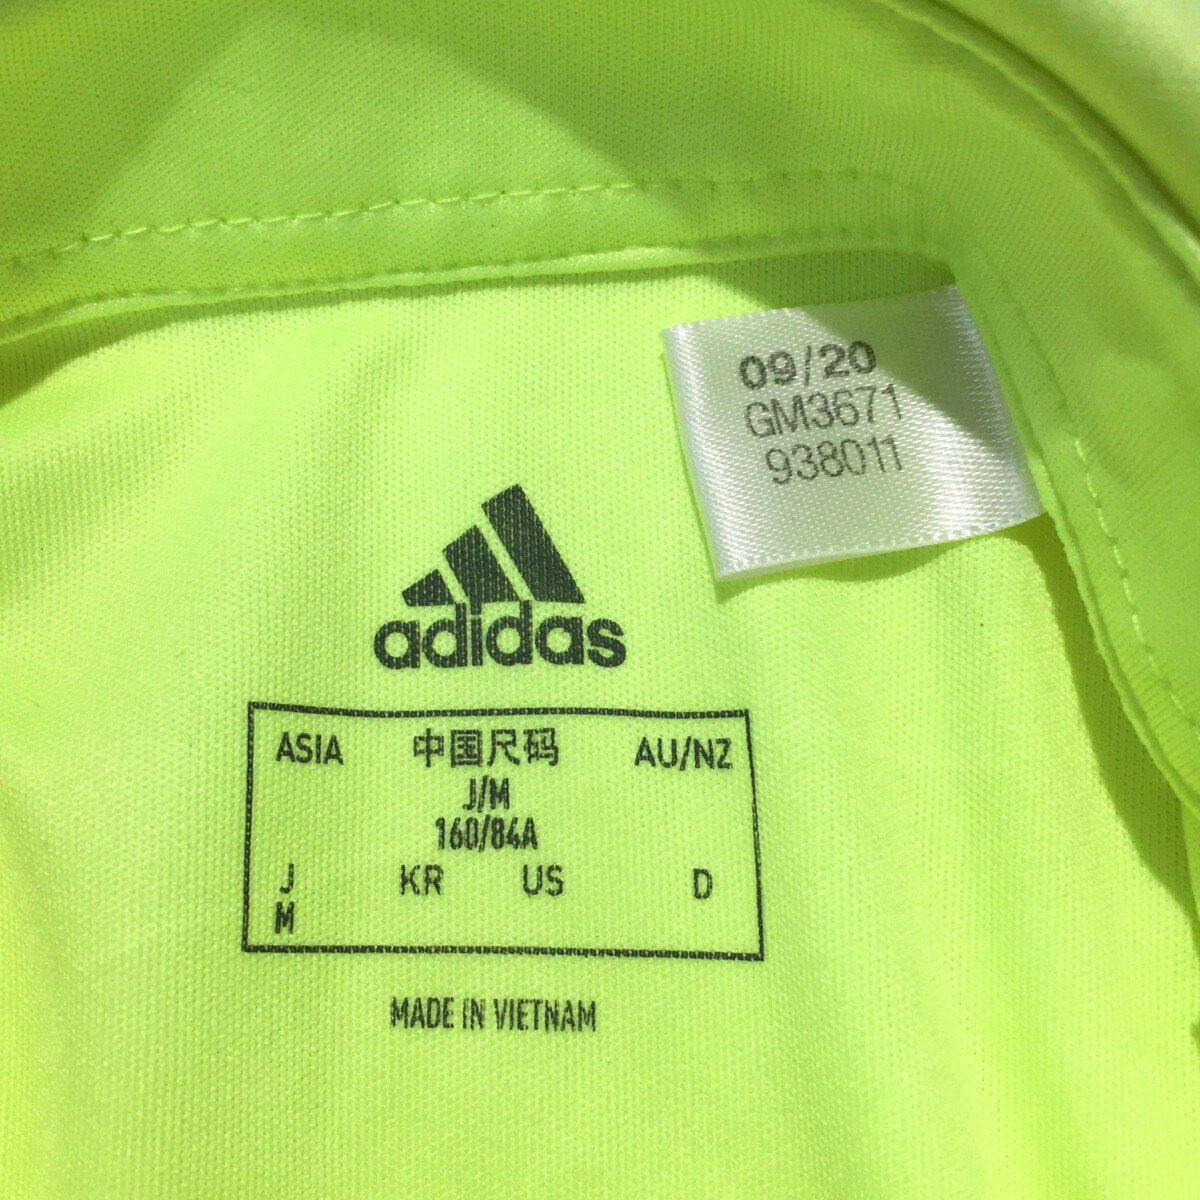 09/20
GM3671
938011
adidas
ASIA 中国尺码 AU/NZ
J/M
160/84A
J KR US D
M
MADE IN VIETNAM